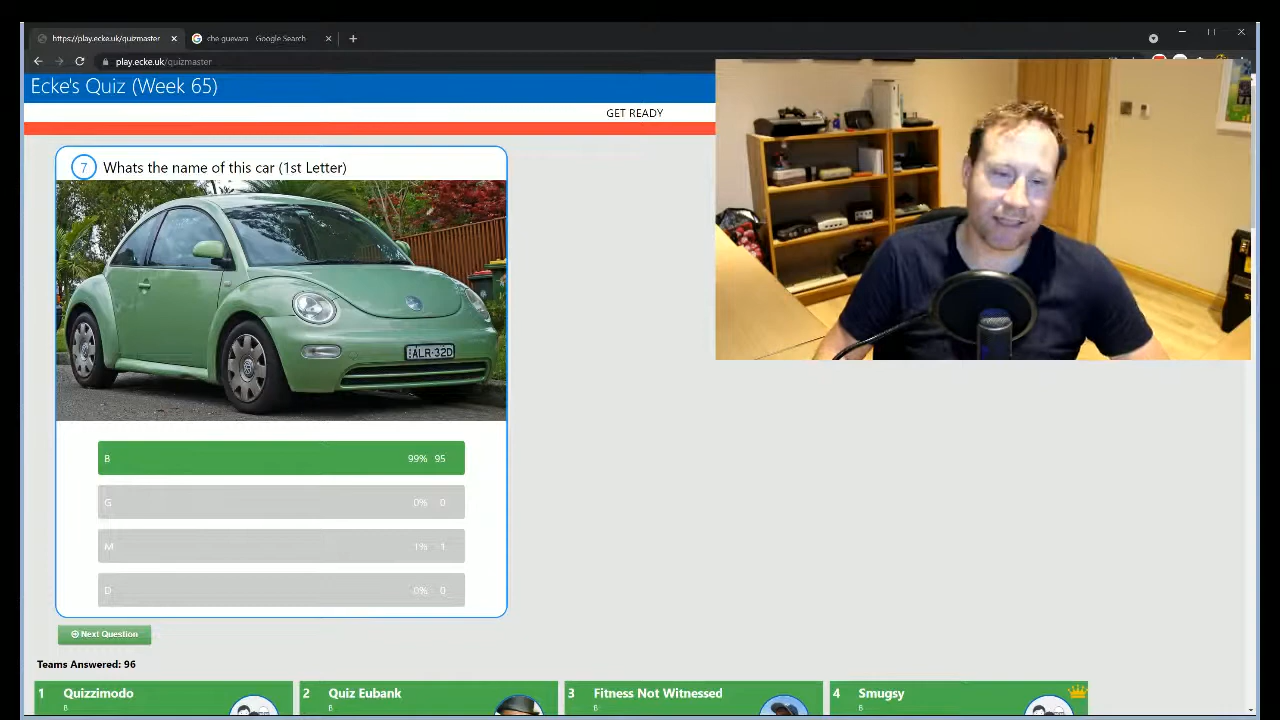 https://play.ecke.uk/quizmaster
che guevara - Google Search
play.ecke.uk/quizmaster
Ecke's Quiz (Week 65)
GET READY
7 Whats the name of this car (1st Letter)
ALR·32D
B 99% 95
G 0% 0
M 1% 1
D 0% 0
Next Question
Teams Answered: 96
1 Quizzimodo
B
2 Quiz Eubank
B
3 Fitness Not Witnessed
B
4 Smugsy
B